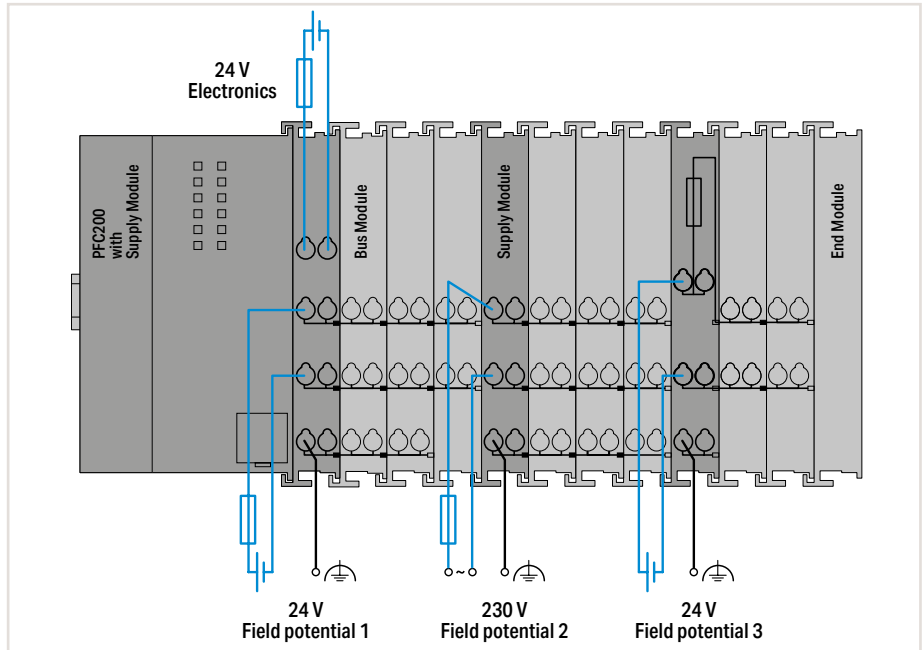 24 V
Electronics
PFC200
with
Supply Module
Bus Module
Supply Module
End Module
~
24 V
Field potential 1
230 V
Field potential 2
24 V
Field potential 3